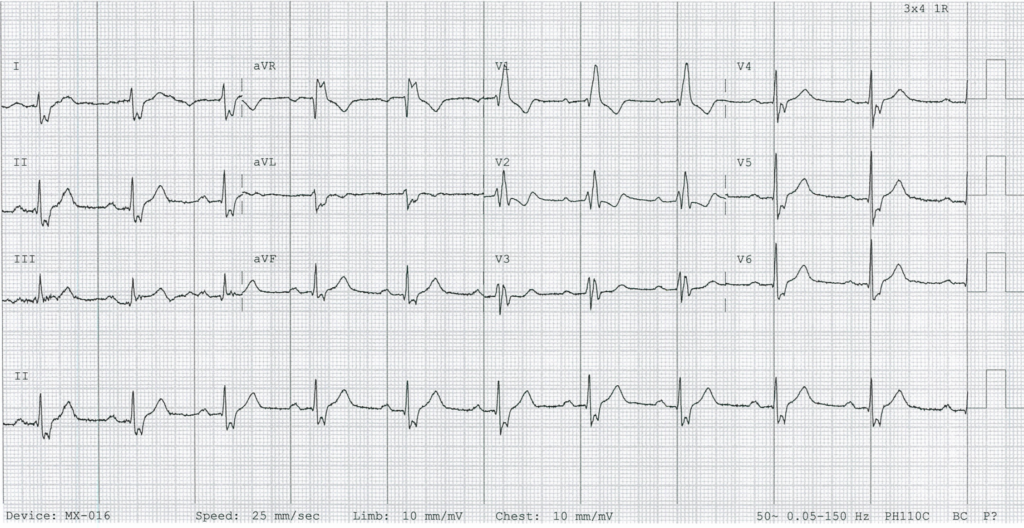 3x4 1R
I aVR V1 V4
II aVL V2 V5
III aVF V3 V6
II
Device: MX-016 Speed: 25 mm/sec Limb: 10 mm/mV Chest: 10 mm/mV 50~ 0.05-150 Hz PH110C BC P?